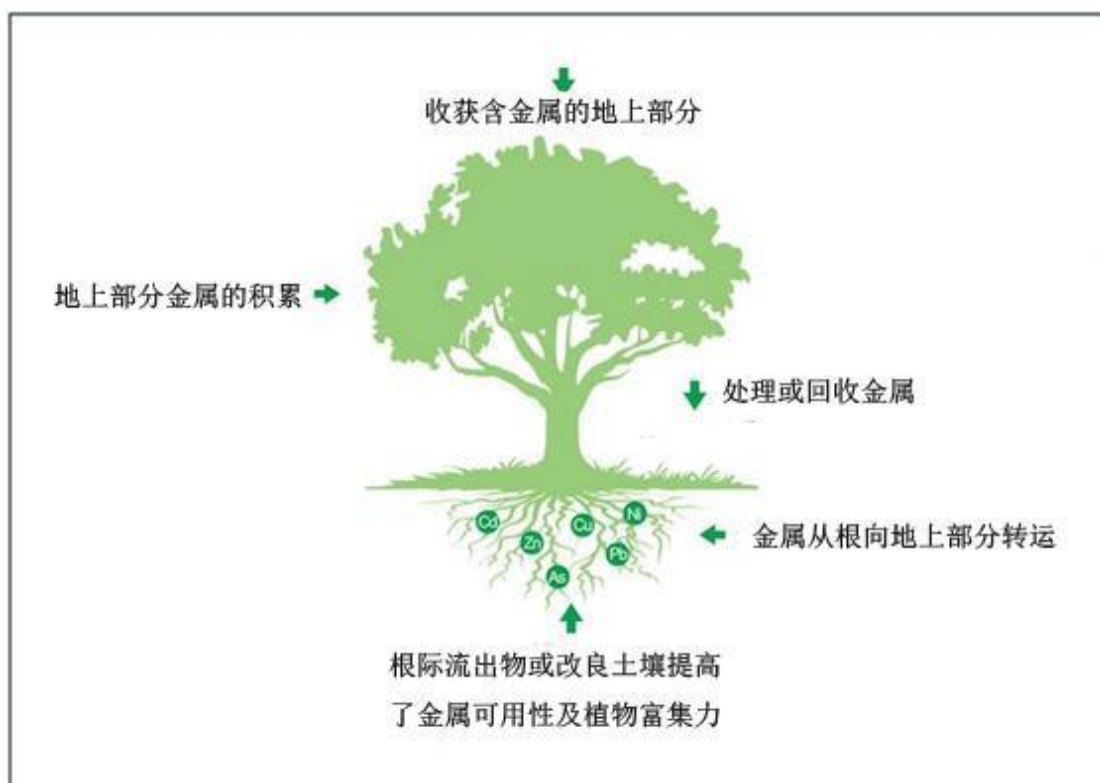 收获含金属的地上部分
地上部分金属的积累
处理或回收金属
Cd
Zn
Cu
Ni
As
Pb
金属从根向地上部分转运
根际流出物或改良土壤提高
了金属可用性及植物富集力